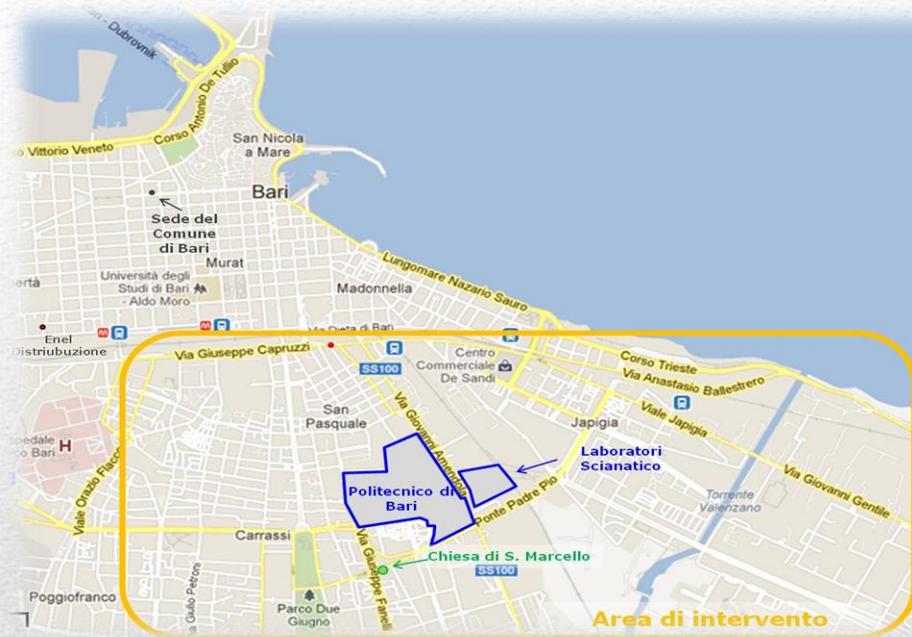 ri - Dubrovnik
Corso Antonio De Tullio
o Vittorio Veneto
San Nicola
a Mare
Bari
Sede del
Comune
di Bari
Murat
Università degli
Studi di Bari
- Aldo Moro
ertà
Madonnella
Lungomare Nazario Sauro
Enel
Distriubuzione
M
M
Via Giuseppe Capruzzi
SS100
Centro
Commerciale
De Sandi
Corso Trieste
Via Anastasio Ballestrero
Viale Japigia
Japigia
San
Pasquale
Via Giovanni Amendola
pedale
co Bari
H
Viale Orazio Flacco
Laboratori
Scianatico
Politecnico di
Bari
Via Giovanni Gentile
Torrente
Valenzano
Ponte Padre Pio
Carrassi
Chiesa di S. Marcello
SS100
Via Giuseppe Fanelli
Poggiofranco
a Giulio Petroni
Parco Due
Giugno
Area di intervento